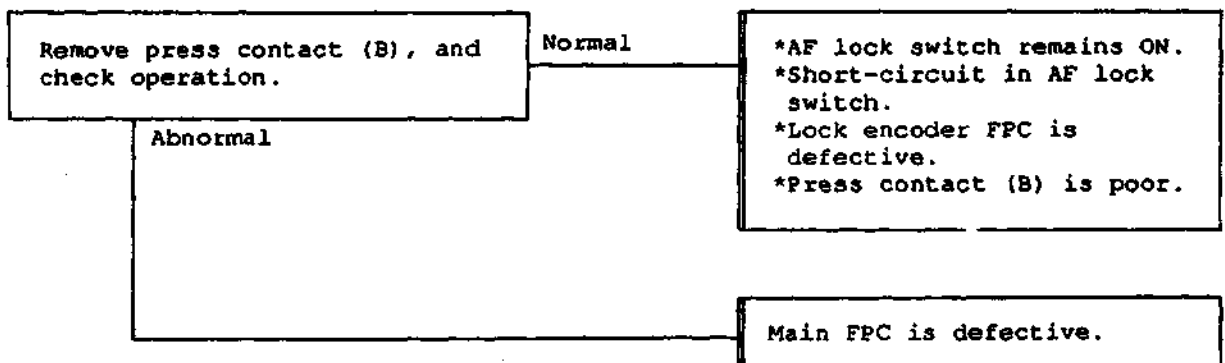 Remove press contact (B), and
check operation.
Normal
*AF lock switch remains ON.
*Short-circuit in AF lock
switch.
*Lock encoder FPC is
defective.
*Press contact (B) is poor.
Abnormal
Main FPC is defective.